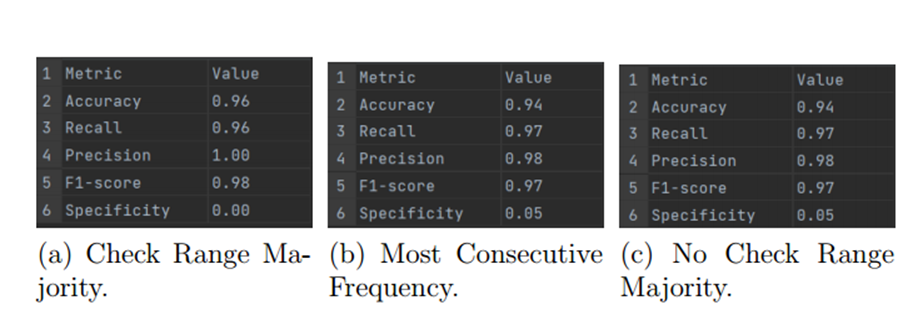 1 Metric Value
2 Accuracy 0.96
3 Recall 0.96
4 Precision 1.00
5 F1-score 0.98
6 Specificity 0.00
(a) Check Range Ma-
jority.
1 Metric Value
2 Accuracy 0.94
3 Recall 0.97
4 Precision 0.98
5 F1-score 0.97
6 Specificity 0.05
(b) Most Consecutive
Frequency.
1 Metric Value
2 Accuracy 0.94
3 Recall 0.97
4 Precision 0.98
5 F1-score 0.97
6 Specificity 0.05
(c) No Check Range
Majority.